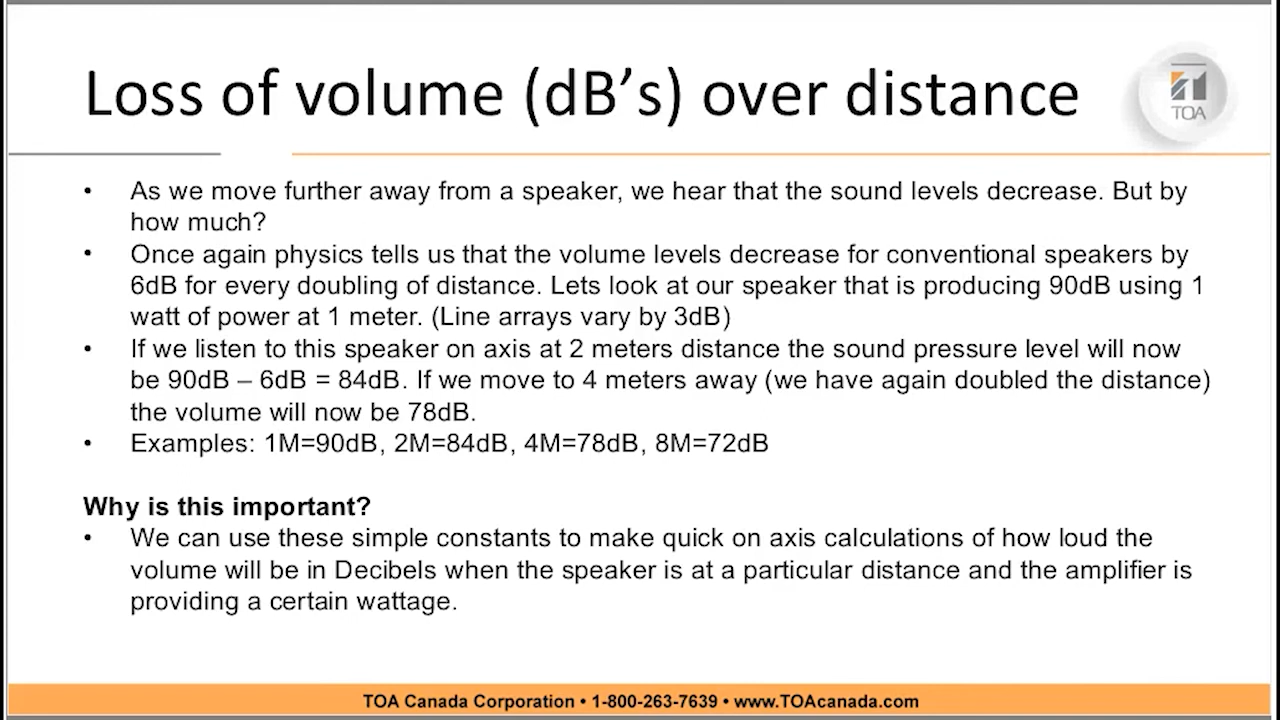 Loss of volume (dB’s) over distance
TOA
• As we move further away from a speaker, we hear that the sound levels decrease. But by
how much?
• Once again physics tells us that the volume levels decrease for conventional speakers by
6dB for every doubling of distance. Lets look at our speaker that is producing 90dB using 1
watt of power at 1 meter. (Line arrays vary by 3dB)
• If we listen to this speaker on axis at 2 meters distance the sound pressure level will now
be 90dB – 6dB = 84dB. If we move to 4 meters away (we have again doubled the distance)
the volume will now be 78dB.
• Examples: 1M=90dB, 2M=84dB, 4M=78dB, 8M=72dB
Why is this important?
• We can use these simple constants to make quick on axis calculations of how loud the
volume will be in Decibels when the speaker is at a particular distance and the amplifier is
providing a certain wattage.
TOA Canada Corporation • 1-800-263-7639 • www.TOAcanada.com